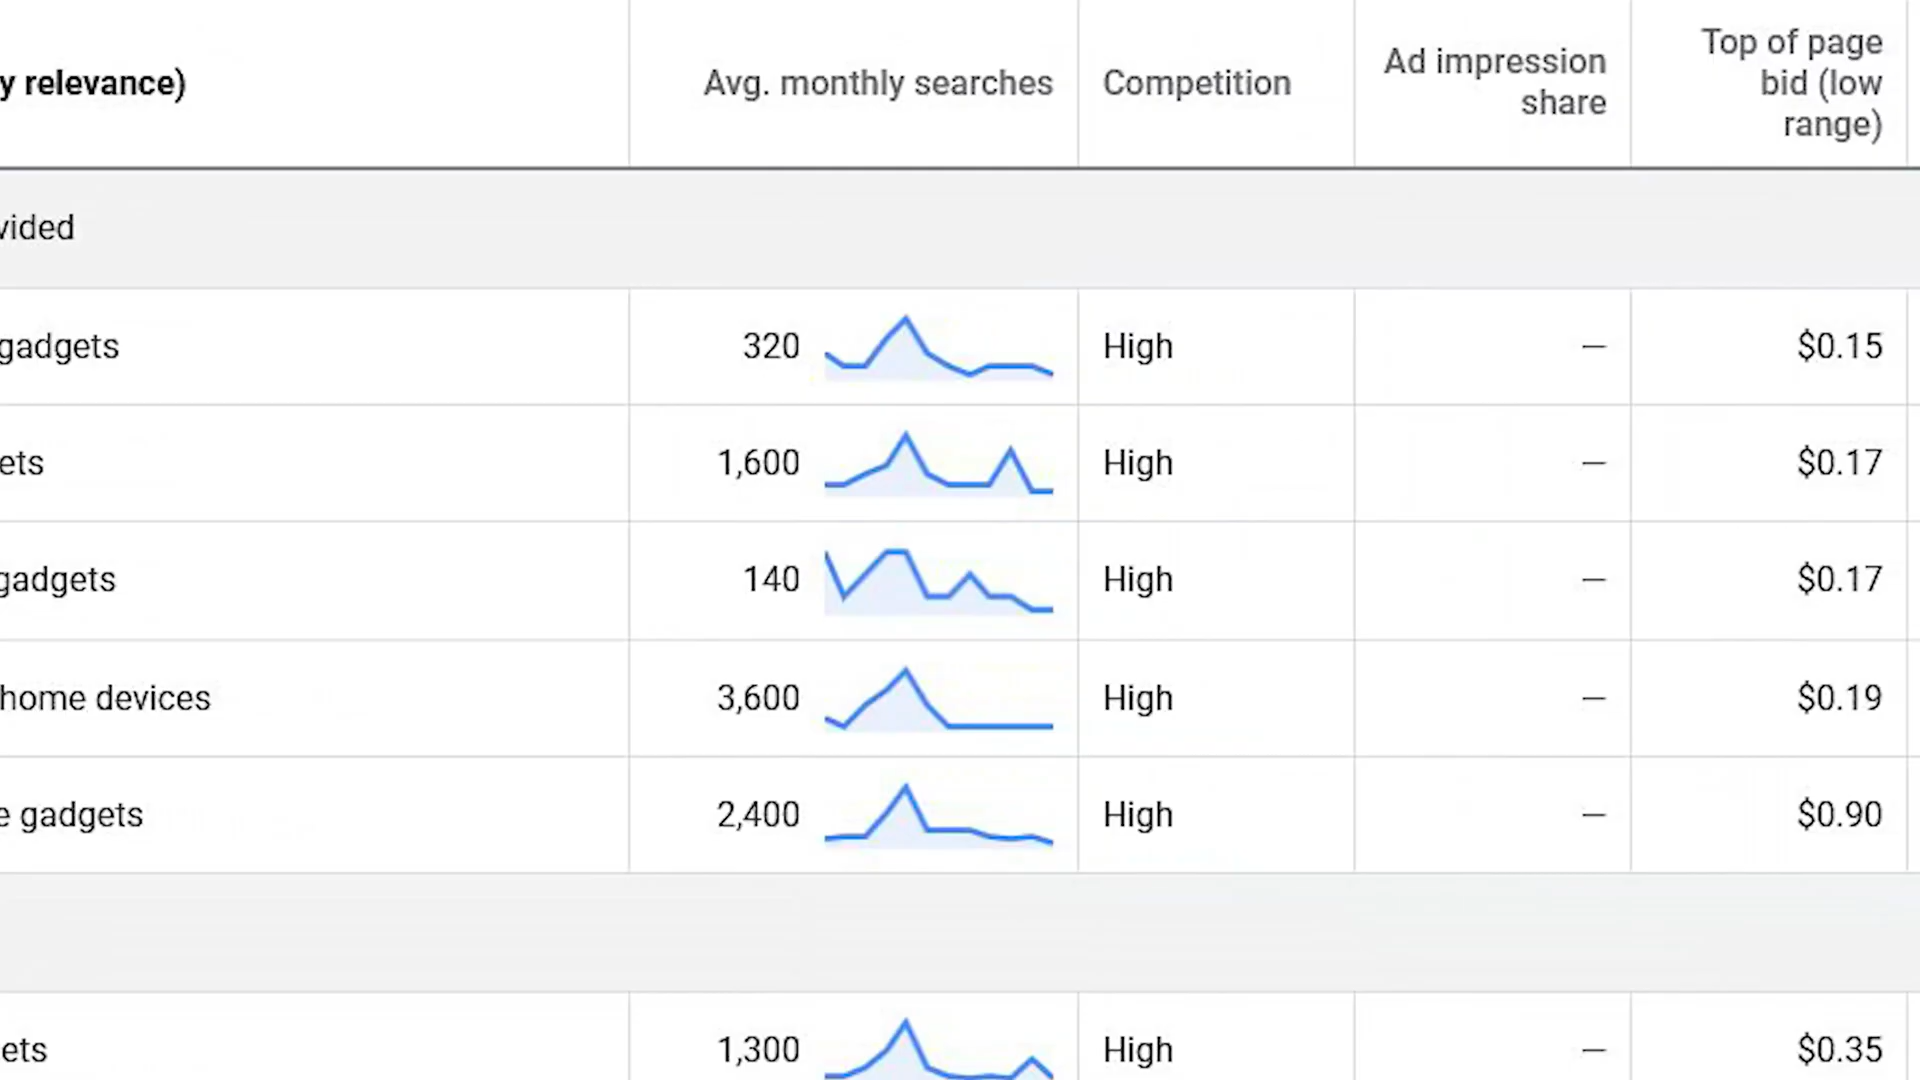 y relevance)
Avg. monthly searches
Competition
Ad impression
share
Top of page
bid (low
range)
vided
gadgets 320 High — $0.15
ets 1,600 High — $0.17
gadgets 140 High — $0.17
home devices 3,600 High — $0.19
e gadgets 2,400 High — $0.90
ets 1,300 High — $0.35